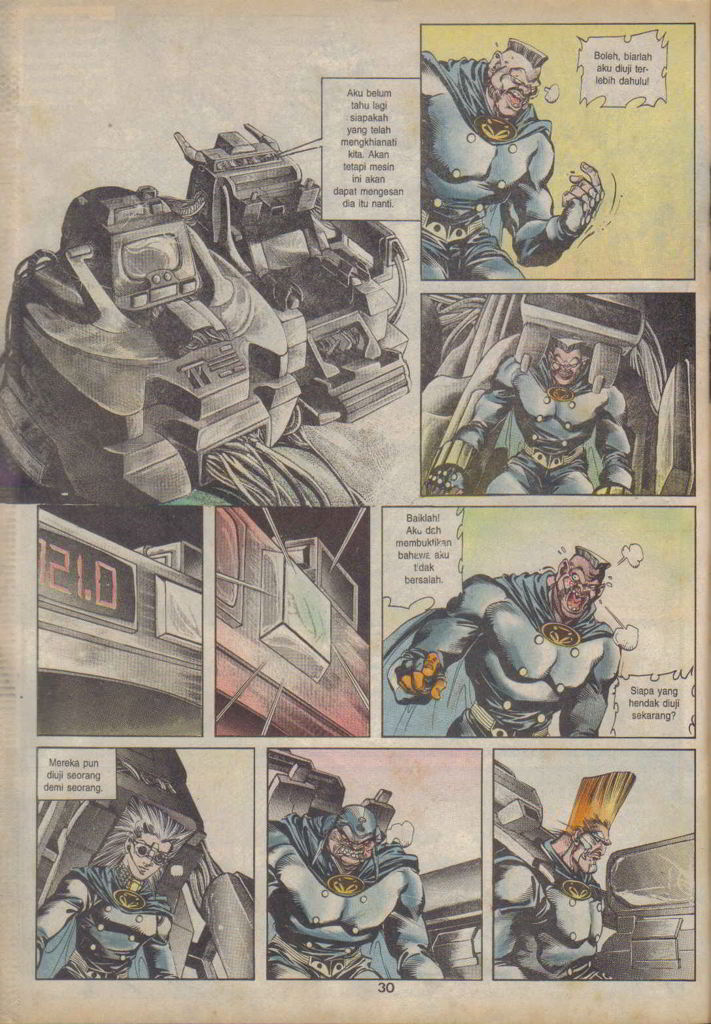 Aku belum
tahu lagi
siapakah
yang telah
mengkhianati
kita. Akan
tetapi mesin
ini akan
dapat mengesan
dia itu nanti.
Boleh, biarlah
aku diuji ter-
lebih dahulu!
121.0
Baiklah!
Aku dah
membuktikan
bahawa aku
tidak
bersalah.
Siapa yang
hendak diuji
sekarang?
Mereka pun
diuji seorang
demi seorang.
30